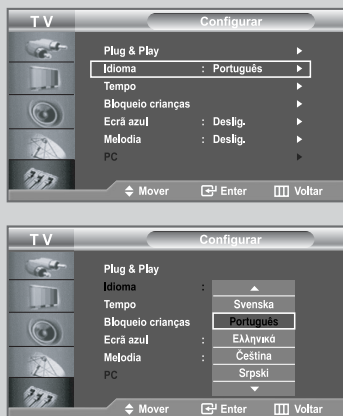 TV Configurar
Plug & Play
Idioma : Português
Tempo
Bloqueio crianças
Ecrã azul : Deslig.
Melodia : Deslig.
PC
Mover Enter Voltar
TV Configurar
Plug & Play
Idioma :
Tempo Svenska
Bloqueio crianças Português
Ecrã azul : Ελληνικά
Melodia : Čeština
PC Srpski
Mover Enter Voltar